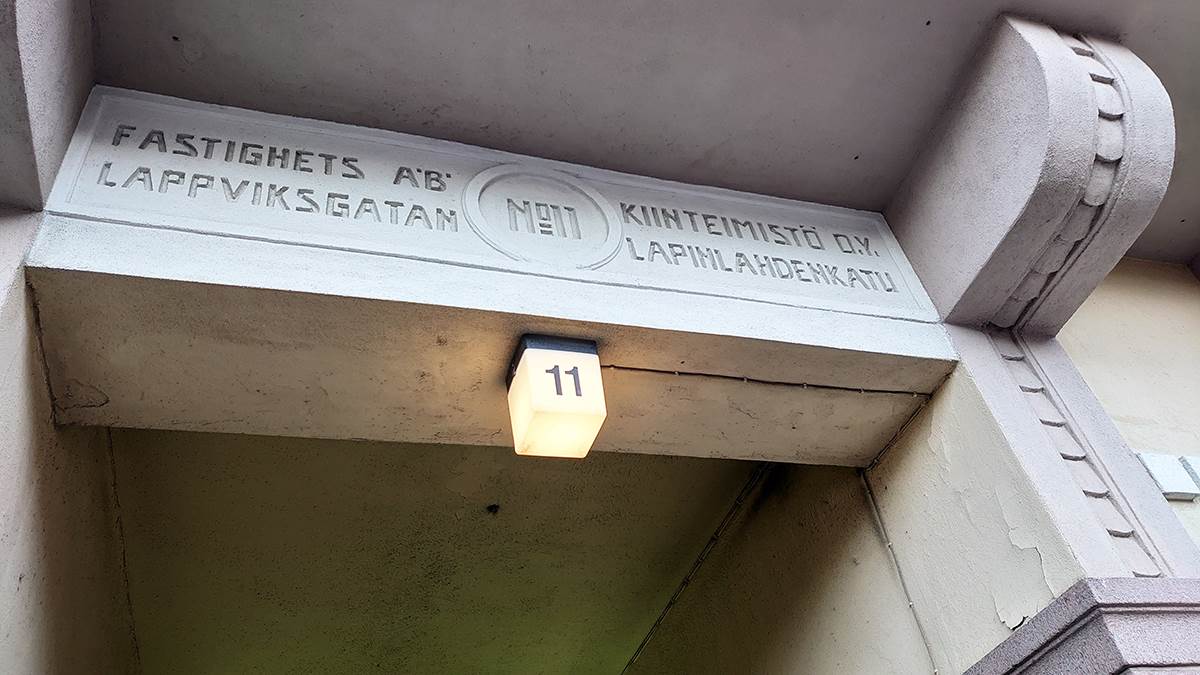 FASTIGHETS A.B.
LAPPVIKSGATAN
No 11
KIINTEIMISTÖ O.Y.
LAPINLAHDENKATU
11